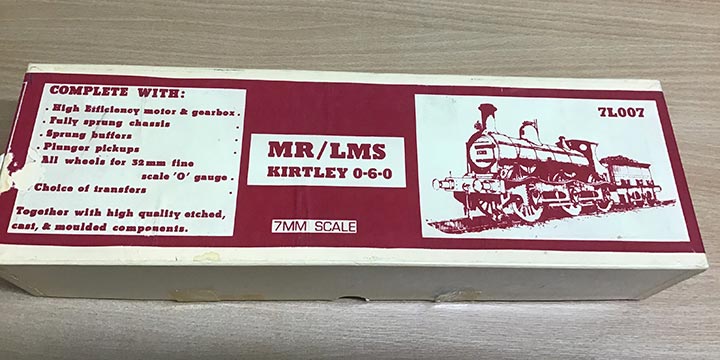 COMPLETE WITH:
. High Efficiency motor & gearbox.
. Fully sprung chassis .
. Sprung buffers .
. Plunger pickups .
All wheels for 32mm fine
scale 'O' gauge .
Choice of transfers .
Together with high quality etched,
cast, & moulded components.
MR/LMS
KIRTLEY 0-6-0
7MM SCALE
7L007